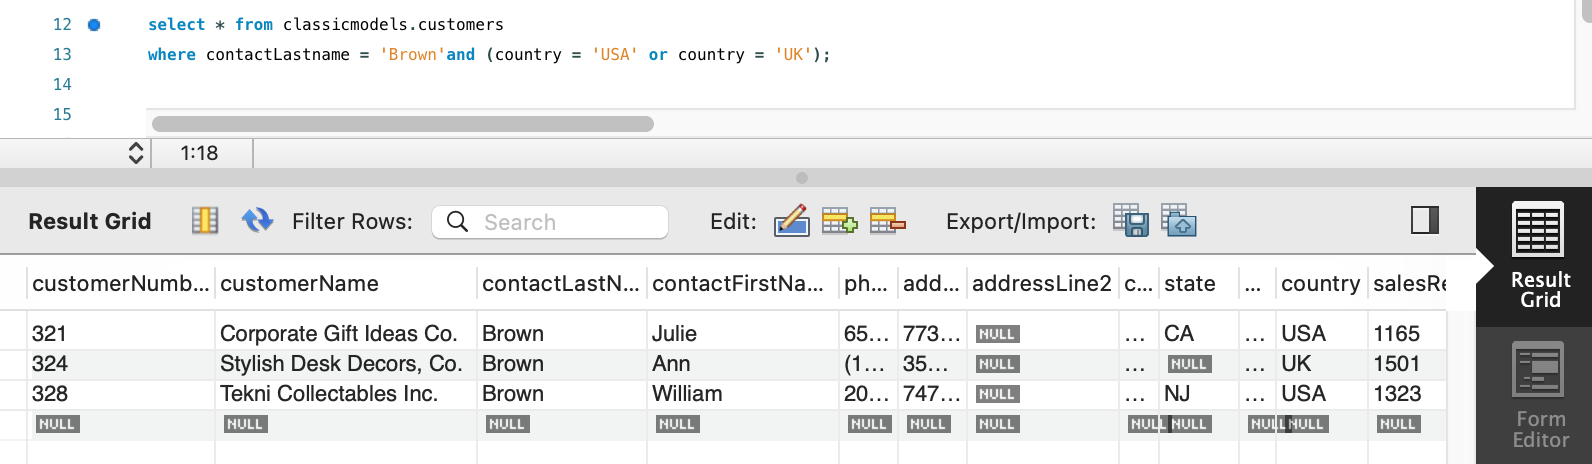 12 select * from classicmodels.customers
13 where contactLastname = 'Brown'and (country = 'USA' or country = 'UK');
14
15
1:18
Result Grid Filter Rows: Search Edit: Export/Import:
customerNumb... customerName contactLastN... contactFirstNa... ph... add... addressLine2 c... state ... country salesRe
321 Corporate Gift Ideas Co. Brown Julie 65... 773... NULL ... CA ... USA 1165
324 Stylish Desk Decors, Co. Brown Ann (1... 35... NULL ... NULL ... UK 1501
328 Tekni Collectables Inc. Brown William 20... 747... NULL ... NJ ... USA 1323
NULL NULL NULL NULL NULL NULL NULL NULL NULL NULL NULL NULL
Result
Grid
Form
Editor